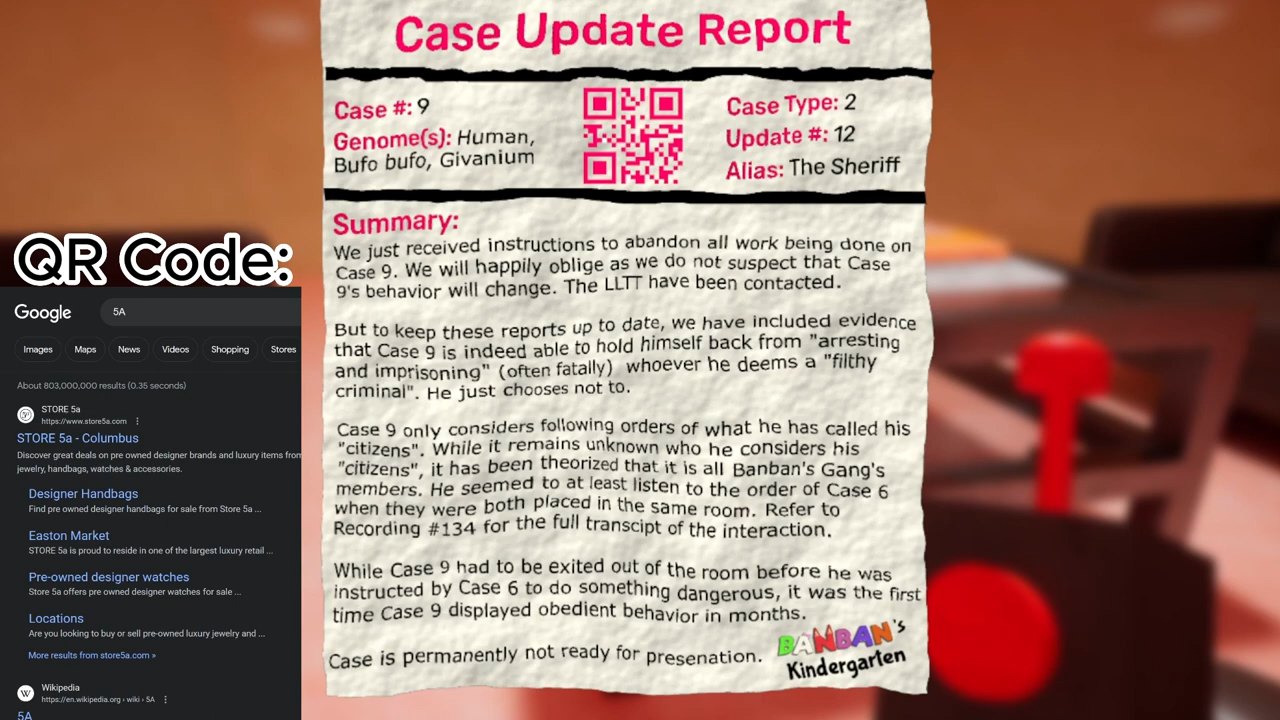 Case Update Report
Case #: 9
Genome(s): Human,
Bufo bufo, Givanium
Case Type: 2
Update #: 12
Alias: The Sheriff
Summary:
We just received instructions to abandon all work being done on
Case 9. We will happily oblige as we do not suspect that Case
9's behavior will change. The LLTT have been contacted.
But to keep these reports up to date, we have included evidence
that Case 9 is indeed able to hold himself back from "arresting
and imprisoning" (often fatally) whoever he deems a "filthy
criminal". He just chooses not to.
Case 9 only considers following orders of what he has called his
"citizens". While it remains unknown who he considers his
"citizens", it has been theorized that it is all Banban's Gang's
members. He seemed to at least listen to the order of Case 6
when they were both placed in the same room. Refer to
Recording #134 for the full transcipt of the interaction.
While Case 9 had to be exited out of the room before he was
instructed by Case 6 to do something dangerous, it was the first
time Case 9 displayed obedient behavior in months.
Case is permanently not ready for presenation.
BANBAN's
Kindergarten
QR Code:
Google
5A
Images Maps News Videos Shopping Stores
About 803,000,000 results (0.35 seconds)
STORE 5a
https://www.store5a.com
STORE 5a - Columbus
Discover great deals on pre owned designer brands and luxury items from
jewelry, handbags, watches & accessories.
Designer Handbags
Find pre owned designer handbags for sale from Store 5a ...
Easton Market
STORE 5a is proud to reside in one of the largest luxury retail ...
Pre-owned designer watches
Store 5a offers pre owned designer watches for sale ...
Locations
Are you looking to buy or sell pre-owned luxury jewelry and ...
More results from store5a.com »
W
Wikipedia
https://en.wikipedia.org › wiki › 5A
5A